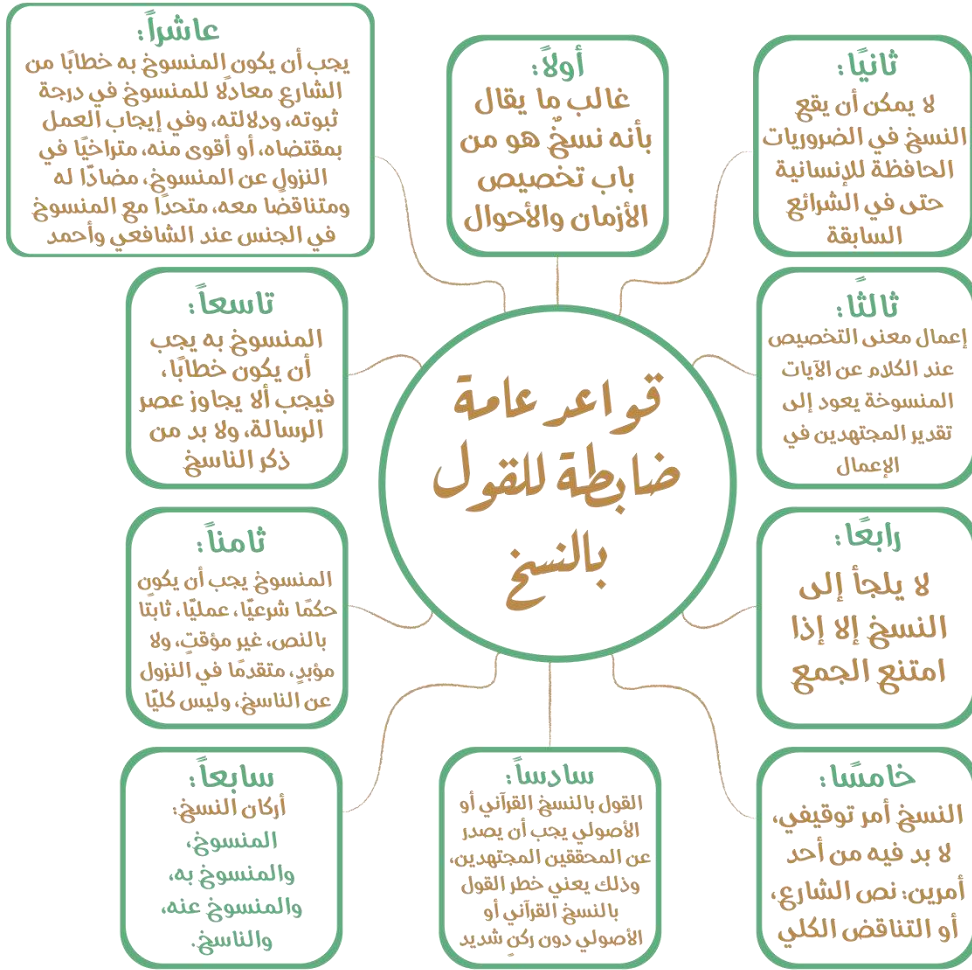 قواعد عامة
ضابطة للقول
بالنسخ
أولاً:
غالب ما يقال
بأنه نسخٌ هو من
باب تخصيص
الأزمان والأحوال
ثانيًا:
لا يمكن أن يقع
النسخ في الضروريات
الحافظة للإنسانية
حتى في الشرائع
السابقة
ثالثًا:
إعمال معنى التخصيص
عند الكلام عن الآيات
المنسوخة يعود إلى
تقدير المجتهدين في
الإعمال
رابعًا:
لا يلجأ إلى
النسخ إلا إذا
امتنع الجمع
خامسًا:
النسخ أمر توقيفي،
لا بد فيه من أحد
أمرين: نص الشارع،
أو التناقض الكلي
سادساً:
القول بالنسخ القرآني أو
الأصولي يجب أن يصدر
عن المحققين المجتهدين،
وذلك يعني خطر القول
بالنسخ القرآني أو
الأصولي دون ركنٍ شديد
سابعاً:
أركان النسخ:
المنسوخ،
والمنسوخ به،
والمنسوخ عنه،
والناسخ.
ثامناً:
المنسوخ يجب أن يكون
حكمًا شرعيًا، عمليًا، ثابتًا
بالنص، غير مؤقتٍ، ولا
مؤبدٍ، متقدمًا في النزول
عن الناسخ، وليس كليًا
تاسعاً:
المنسوخ به يجب
أن يكون خطابًا،
فيجب ألا يجاوز عصر
الرسالة، ولا بد من
ذكر الناسخ
عاشراً:
يجب أن يكون المنسوخ به خطابًا من
الشارع معادلًا للمنسوخ في درجة
ثبوته، ودلالته، وفي إيجاب العمل
بمقتضاه، أو أقوى منه، متراخيًا في
النزول عن المنسوخ، مضادًا له
ومتناقضًا معه، متحدًا مع المنسوخ
في الجنس عند الشافعي وأحمد